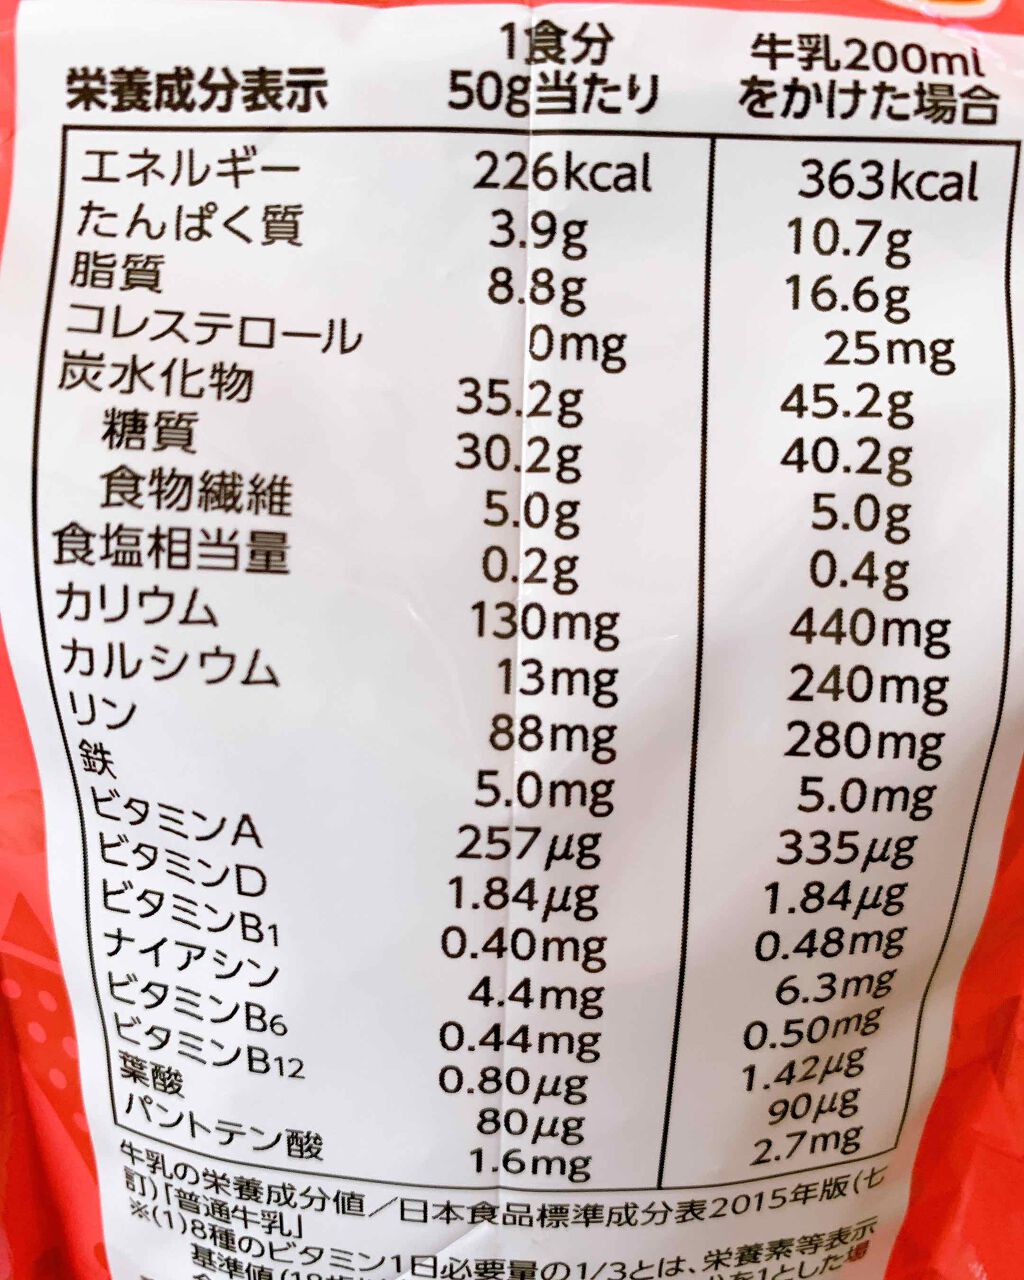 栄養成分表示 1食分 50g当たり 牛乳200ml をかけた場合
エネルギー 226kcal 363kcal
たんぱく質 3.9g 10.7g
脂質 8.8g 16.6g
コレステロール 0mg 25mg
炭水化物 35.2g 45.2g
糖質 30.2g 40.2g
食物繊維 5.0g 5.0g
食塩相当量 0.2g 0.4g
カリウム 130mg 440mg
カルシウム 13mg 240mg
リン 88mg 280mg
鉄 5.0mg 5.0mg
ビタミンA 257μg 335μg
ビタミンD 1.84μg 1.84μg
ビタミンB1 0.40mg 0.48mg
ナイアシン 4.4mg 6.3mg
ビタミンB6 0.44mg 0.50mg
ビタミンB12 0.80μg 1.42μg
葉酸 80μg 90μg
パントテン酸 1.6mg 2.7mg
牛乳の栄養成分値/日本食品標準成分表2015年版(七
訂)「普通牛乳」
※(1)8種のビタミン1日必要量の1/3とは、栄養素等表示
基準値 を1とした場